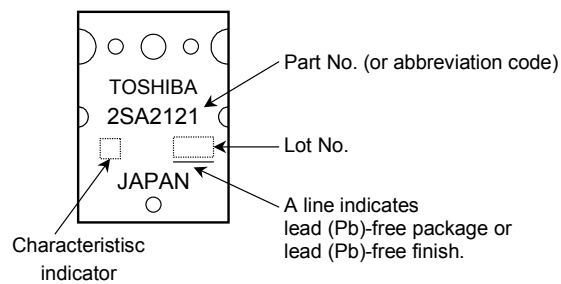 Part No. (or abbreviation code)
TOSHIBA
2SA2121
Lot No.
JAPAN
A line indicates
lead (Pb)-free package or
lead (Pb)-free finish.
Characteristisc
indicator